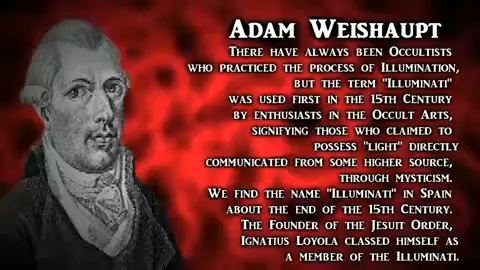 Adam Weishaupt
There have always been Occultists
who practiced the process of Illumination,
but the term "Illuminati"
was used first in the 15th Century
by enthusiasts in the Occult Arts,
signifying those who claimed to
possess "light" directly
communicated from some higher source,
through mysticism.
We find the name "Illuminati" in Spain
about the end of the 15th Century.
The Founder of the Jesuit Order,
Ignatius Loyola classed himself as
a member of the Illuminati.